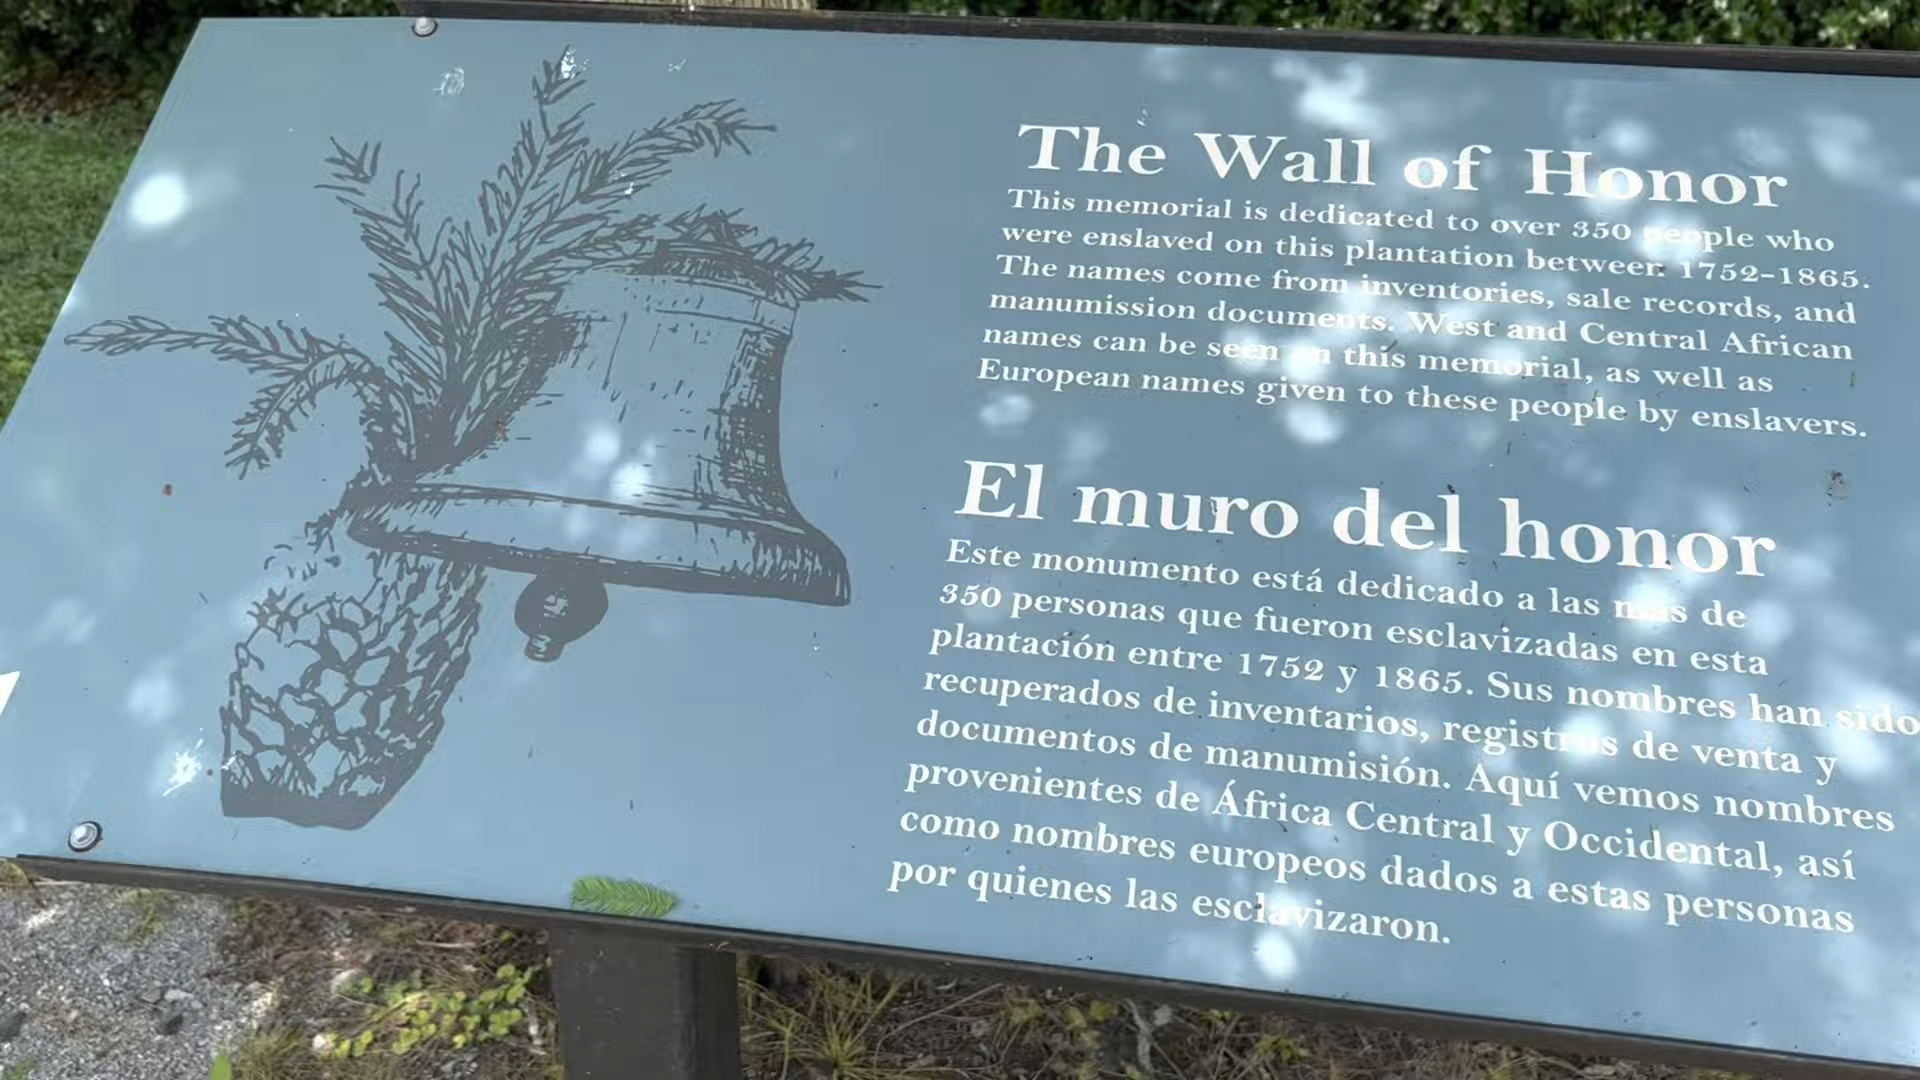 The Wall of Honor
This memorial is dedicated to over 350 people who
were enslaved on this plantation between 1752-1865.
The names come from inventories, sale records, and
manumission documents. West and Central African
names can be seen on this memorial, as well as
European names given to these people by enslavers.
El muro del honor
Este monumento está dedicado a las más de
350 personas que fueron esclavizadas en esta
plantación entre 1752 y 1865. Sus nombres han sido
recuperados de inventarios, registros de venta y
documentos de manumisión. Aquí vemos nombres
provenientes de África Central y Occidental, así
como nombres europeos dados a estas personas
por quienes las esclavizaron.